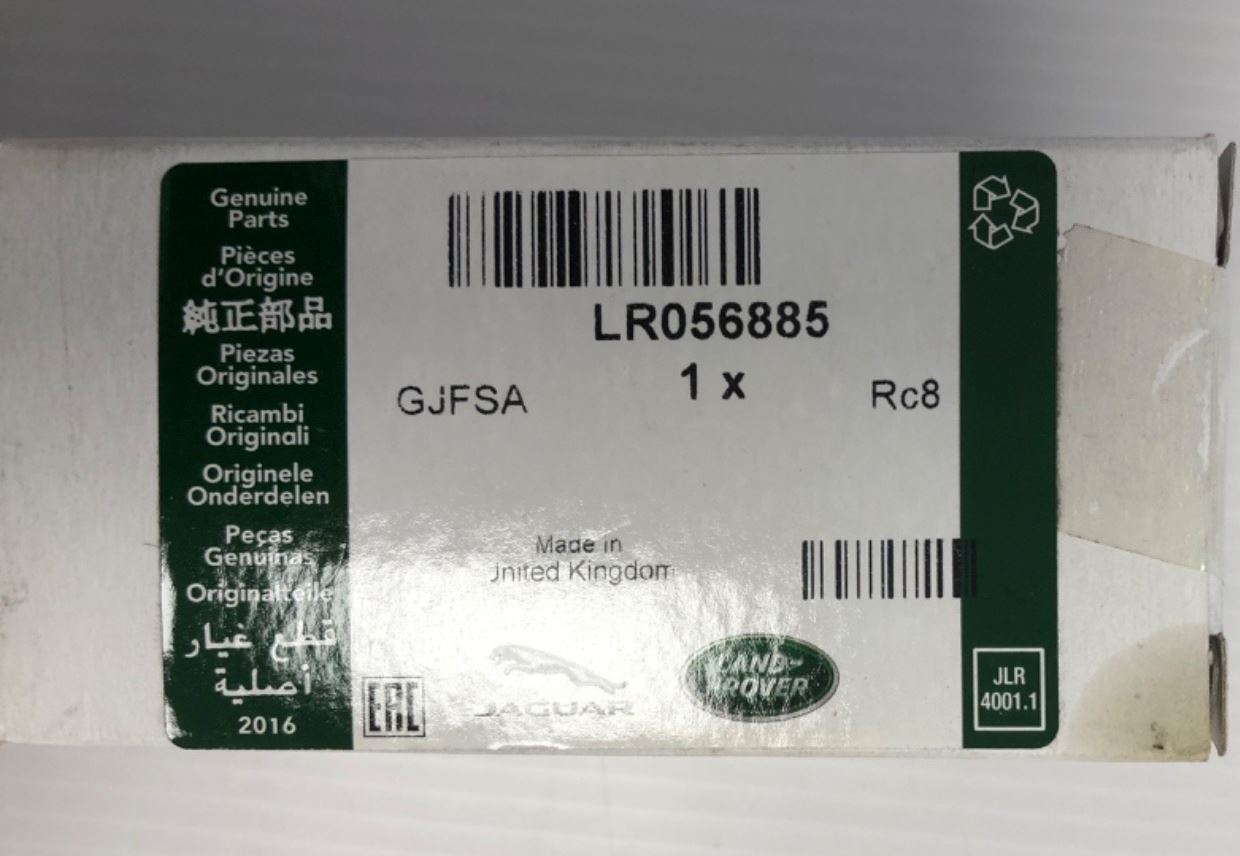 Genuine
Parts
Pièces
d'Origine
純正部品
Piezas
Originales
Ricambi
Originali
Originele
Onderdelen
Peças
Genuínas
Originalteile
قطع غيار
أصلية
2016
LR056885
1 x
GJFSA
Rc8
Made in
United Kingdom
EAC
JAGUAR
LAND-
ROVER
JLR
4001.1